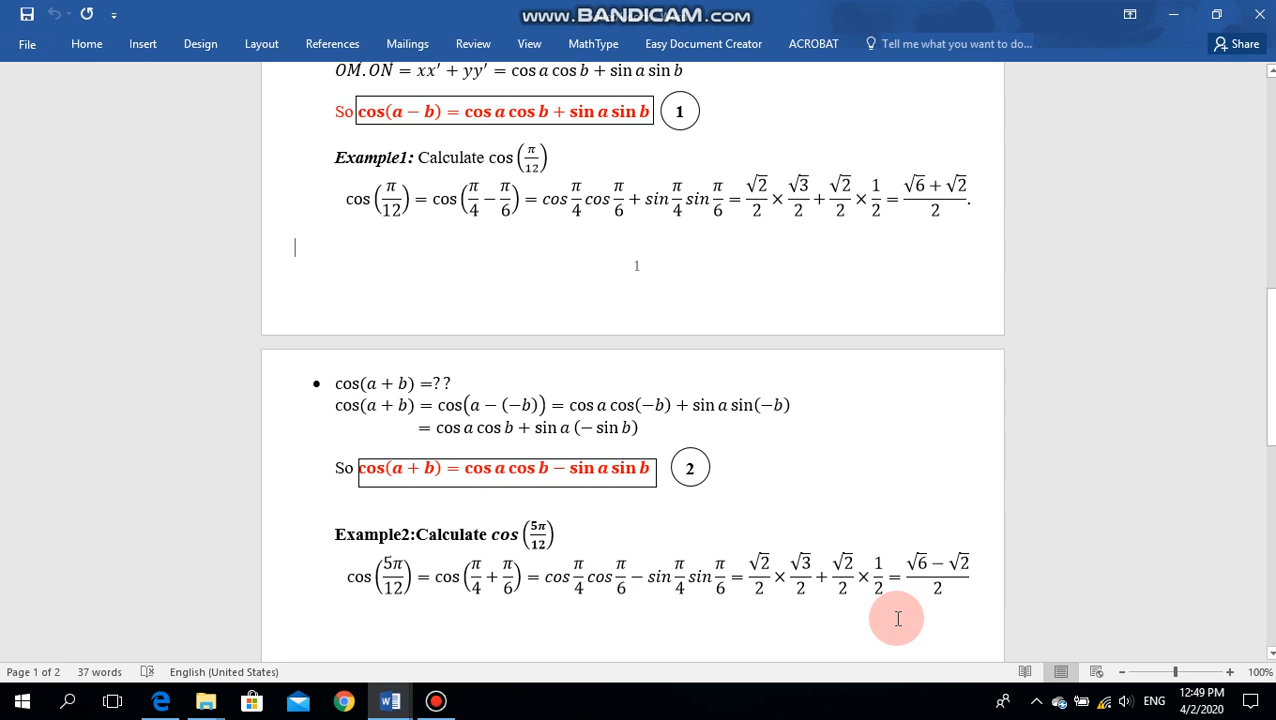 www.BANDICAM.com
File Home Insert Design Layout References Mailings Review View MathType Easy Document Creator ACROBAT Tell me what you want to do... Share
OM.ON = xx′ + yy′ = cos a cos b + sin a sin b
So cos(a − b) = cos a cos b + sin a sin b 1
Example1: Calculate cos (π/12)
cos (π/12) = cos (π/4 − π/6) = cos π/4 cos π/6 + sin π/4 sin π/6 = √2/2 × √3/2 + √2/2 × 1/2 = (√6 + √2)/2.
1
• cos(a + b) =??
cos(a + b) = cos(a − (−b)) = cos a cos(−b) + sin a sin(−b)
= cos a cos b + sin a (− sin b)
So cos(a + b) = cos a cos b − sin a sin b 2
Example2:Calculate cos (5π/12)
cos (5π/12) = cos (π/4 + π/6) = cos π/4 cos π/6 − sin π/4 sin π/6 = √2/2 × √3/2 + √2/2 × 1/2 = (√6 − √2)/2
Page 1 of 2 37 words English (United States) 100%
ENG 12:49 PM
4/2/2020